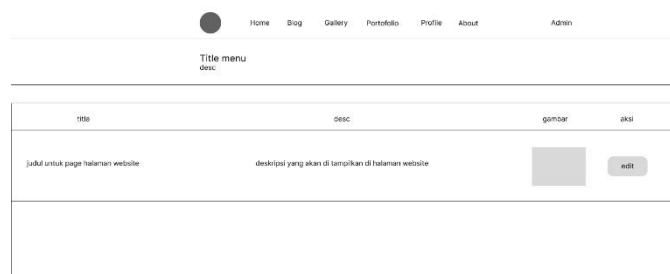 Home Blog Gallery Portofolio Profile About Admin
Title menu
desc
title desc gambar aksi
judul untuk page halaman website deskripsi yang akan di tampilkan di halaman website edit